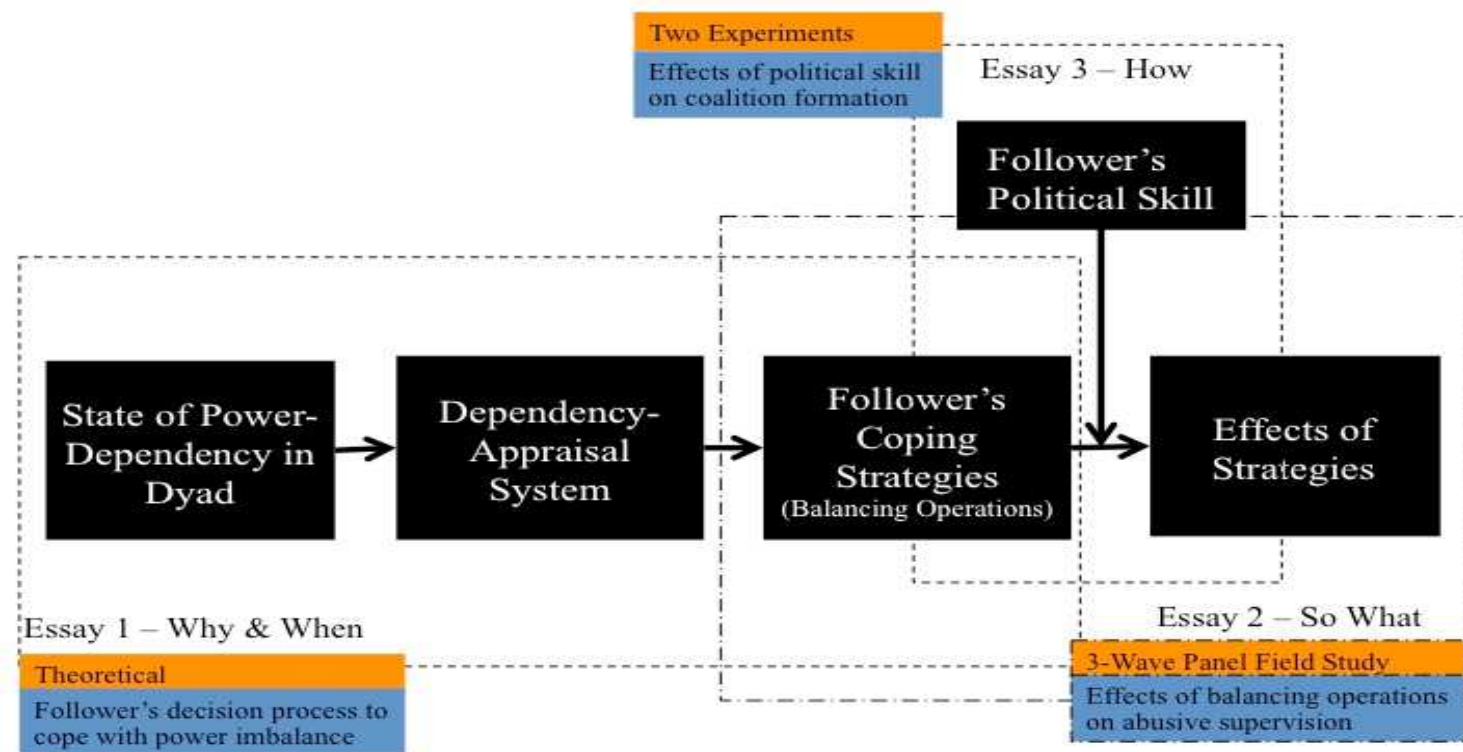 Two Experiments
Effects of political skill
on coalition formation
Essay 3 – How
Follower’s
Political Skill
State of Power-
Dependency in
Dyad
Dependency-
Appraisal
System
Follower’s
Coping
Strategies
(Balancing Operations)
Effects of
Strategies
Essay 1 – Why & When
Theoretical
Follower’s decision process to
cope with power imbalance
Essay 2 – So What
3-Wave Panel Field Study
Effects of balancing operations
on abusive supervision